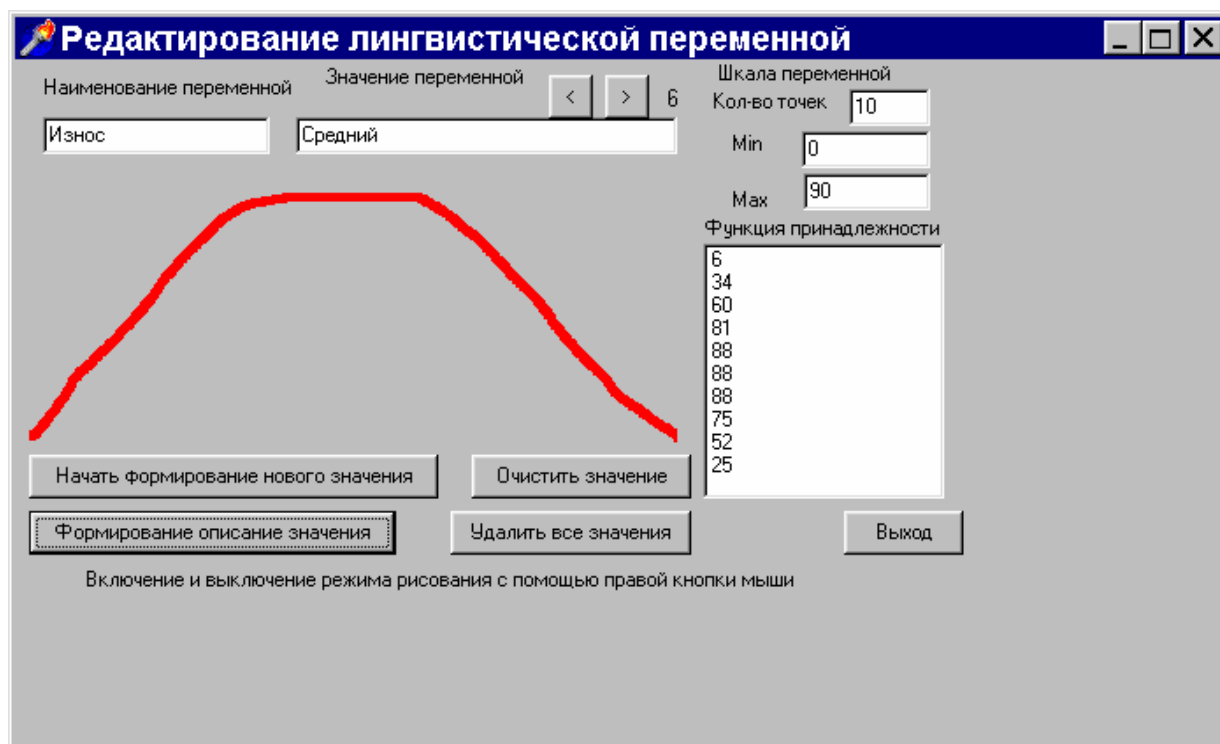 Редактирование лингвистической переменной
Наименование переменной
Значение переменной
< > 6
Износ
Средний
Шкала переменной
Кол-во точек 10
Min 0
Max 90
Функция принадлежности
6
34
60
81
88
88
88
75
52
25
Начать формирование нового значения
Очистить значение
Формирование описание значения
Удалить все значения
Выход
Включение и выключение режима рисования с помощью правой кнопки мыши